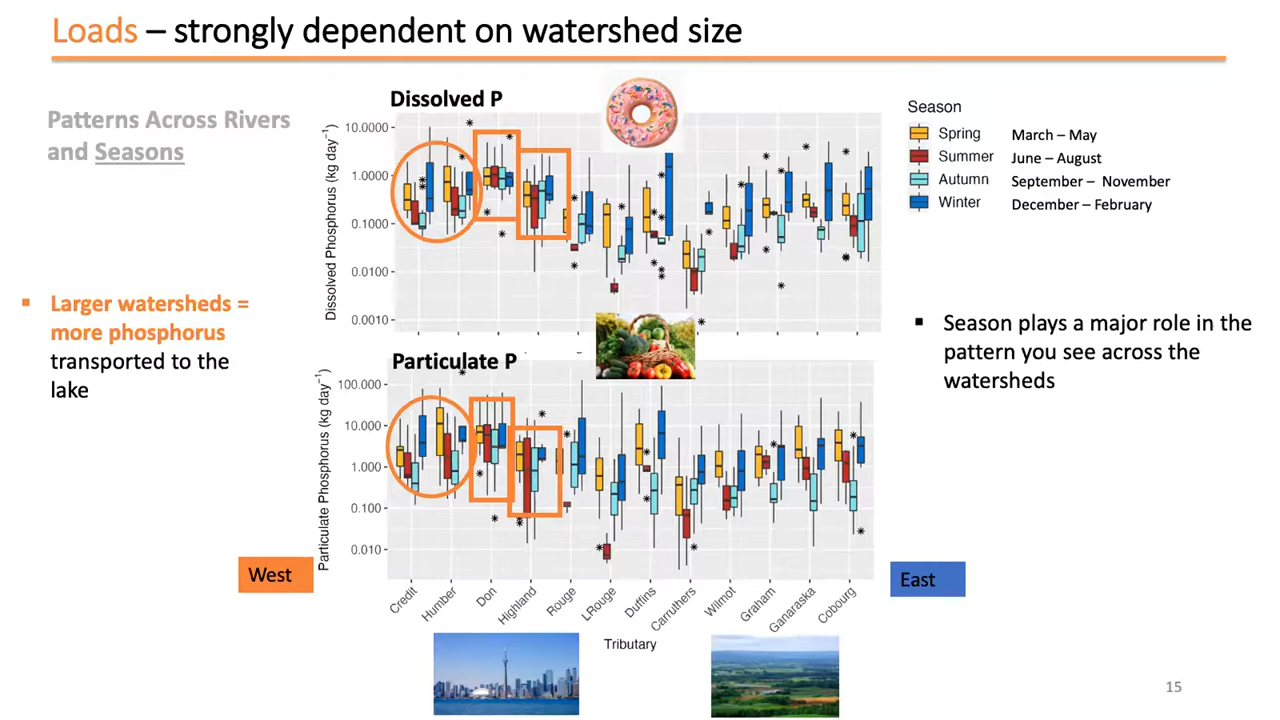 Loads – strongly dependent on watershed size
Patterns Across Rivers
and Seasons
▪ Larger watersheds =
more phosphorus
transported to the
lake
Dissolved P
Dissolved Phosphorus (kg day⁻¹)
10.0000
1.0000
0.1000
0.0100
0.0010
Particulate P
Particulate Phosphorus (kg day⁻¹)
100.000
10.000
1.000
0.100
0.010
Credit
Humber
Don
Highland
Rouge
LRouge
Duffins
Carruthers
Wilmot
Graham
Ganaraska
Cobourg
Tributary
West
East
Season
Spring March – May
Summer June – August
Autumn September – November
Winter December – February
▪ Season plays a major role in the
pattern you see across the
watersheds
15